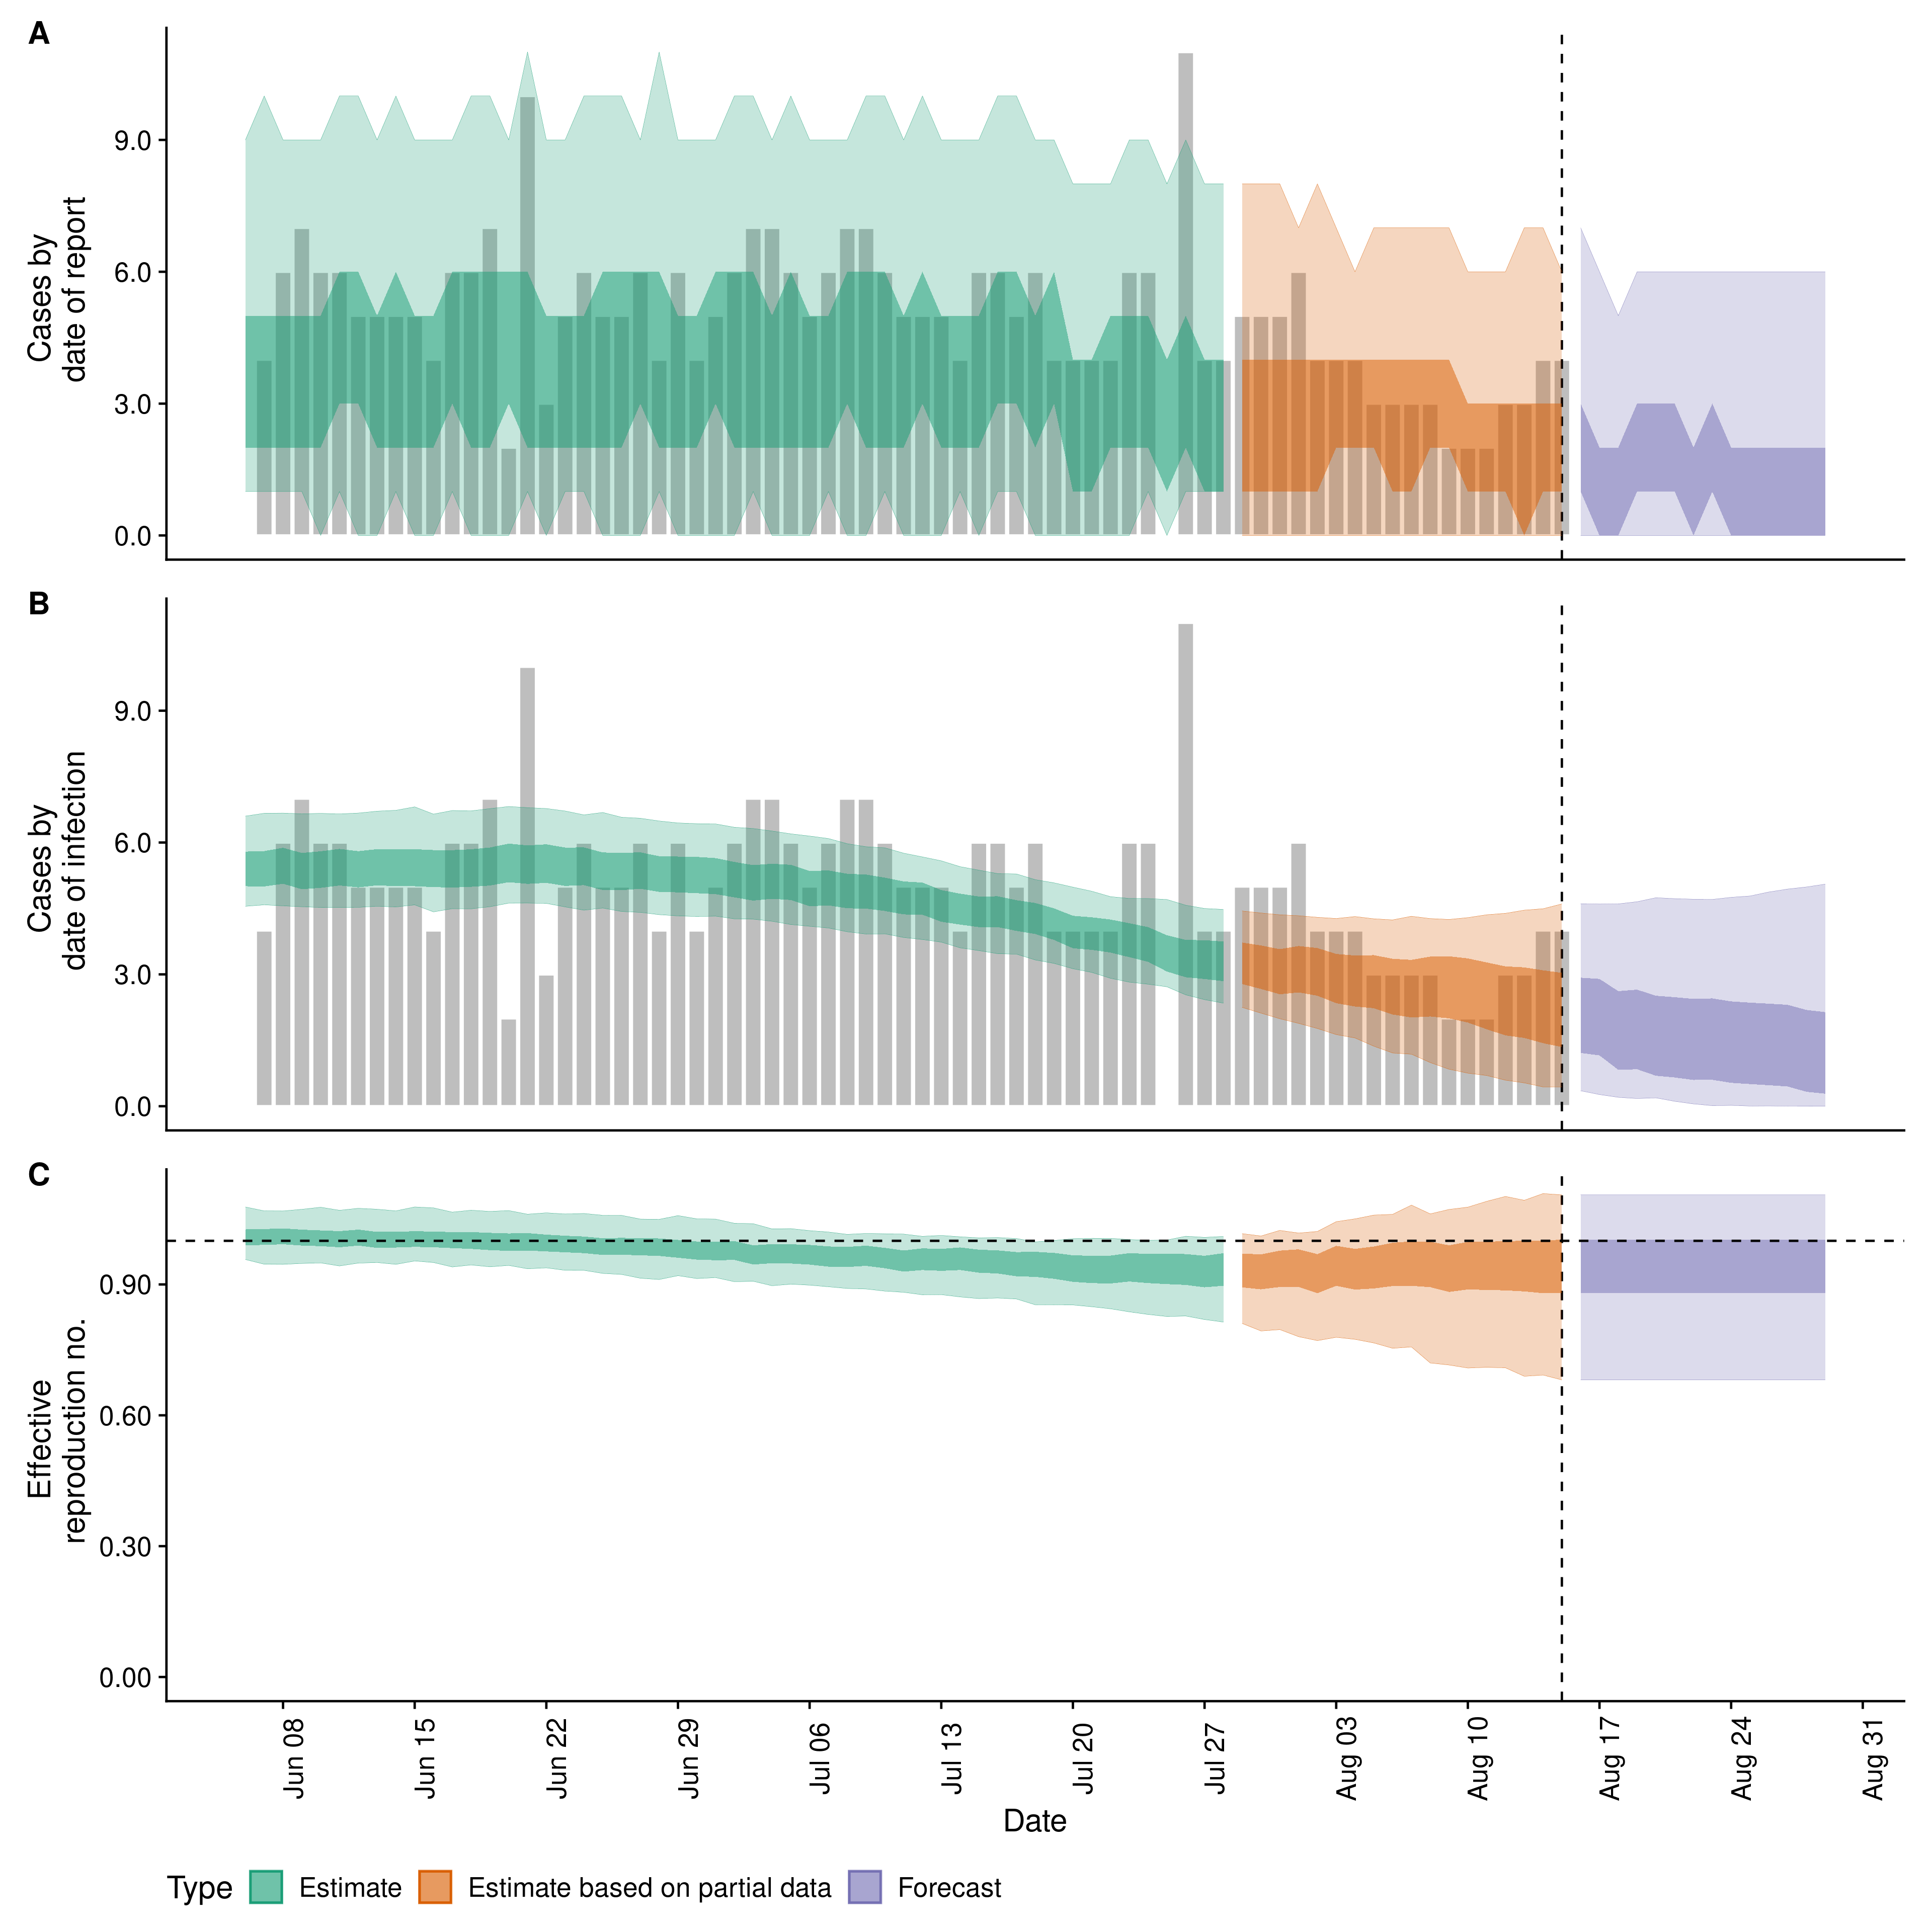 A
9.0
6.0
3.0
0.0
Cases by
date of report
B
9.0
6.0
3.0
0.0
Cases by
date of infection
C
0.90
0.60
0.30
0.00
Effective
reproduction no.
Jun 08
Jun 15
Jun 22
Jun 29
Jul 06
Jul 13
Jul 20
Jul 27
Aug 03
Aug 10
Aug 17
Aug 24
Aug 31
Date
Type Estimate Estimate based on partial data Forecast